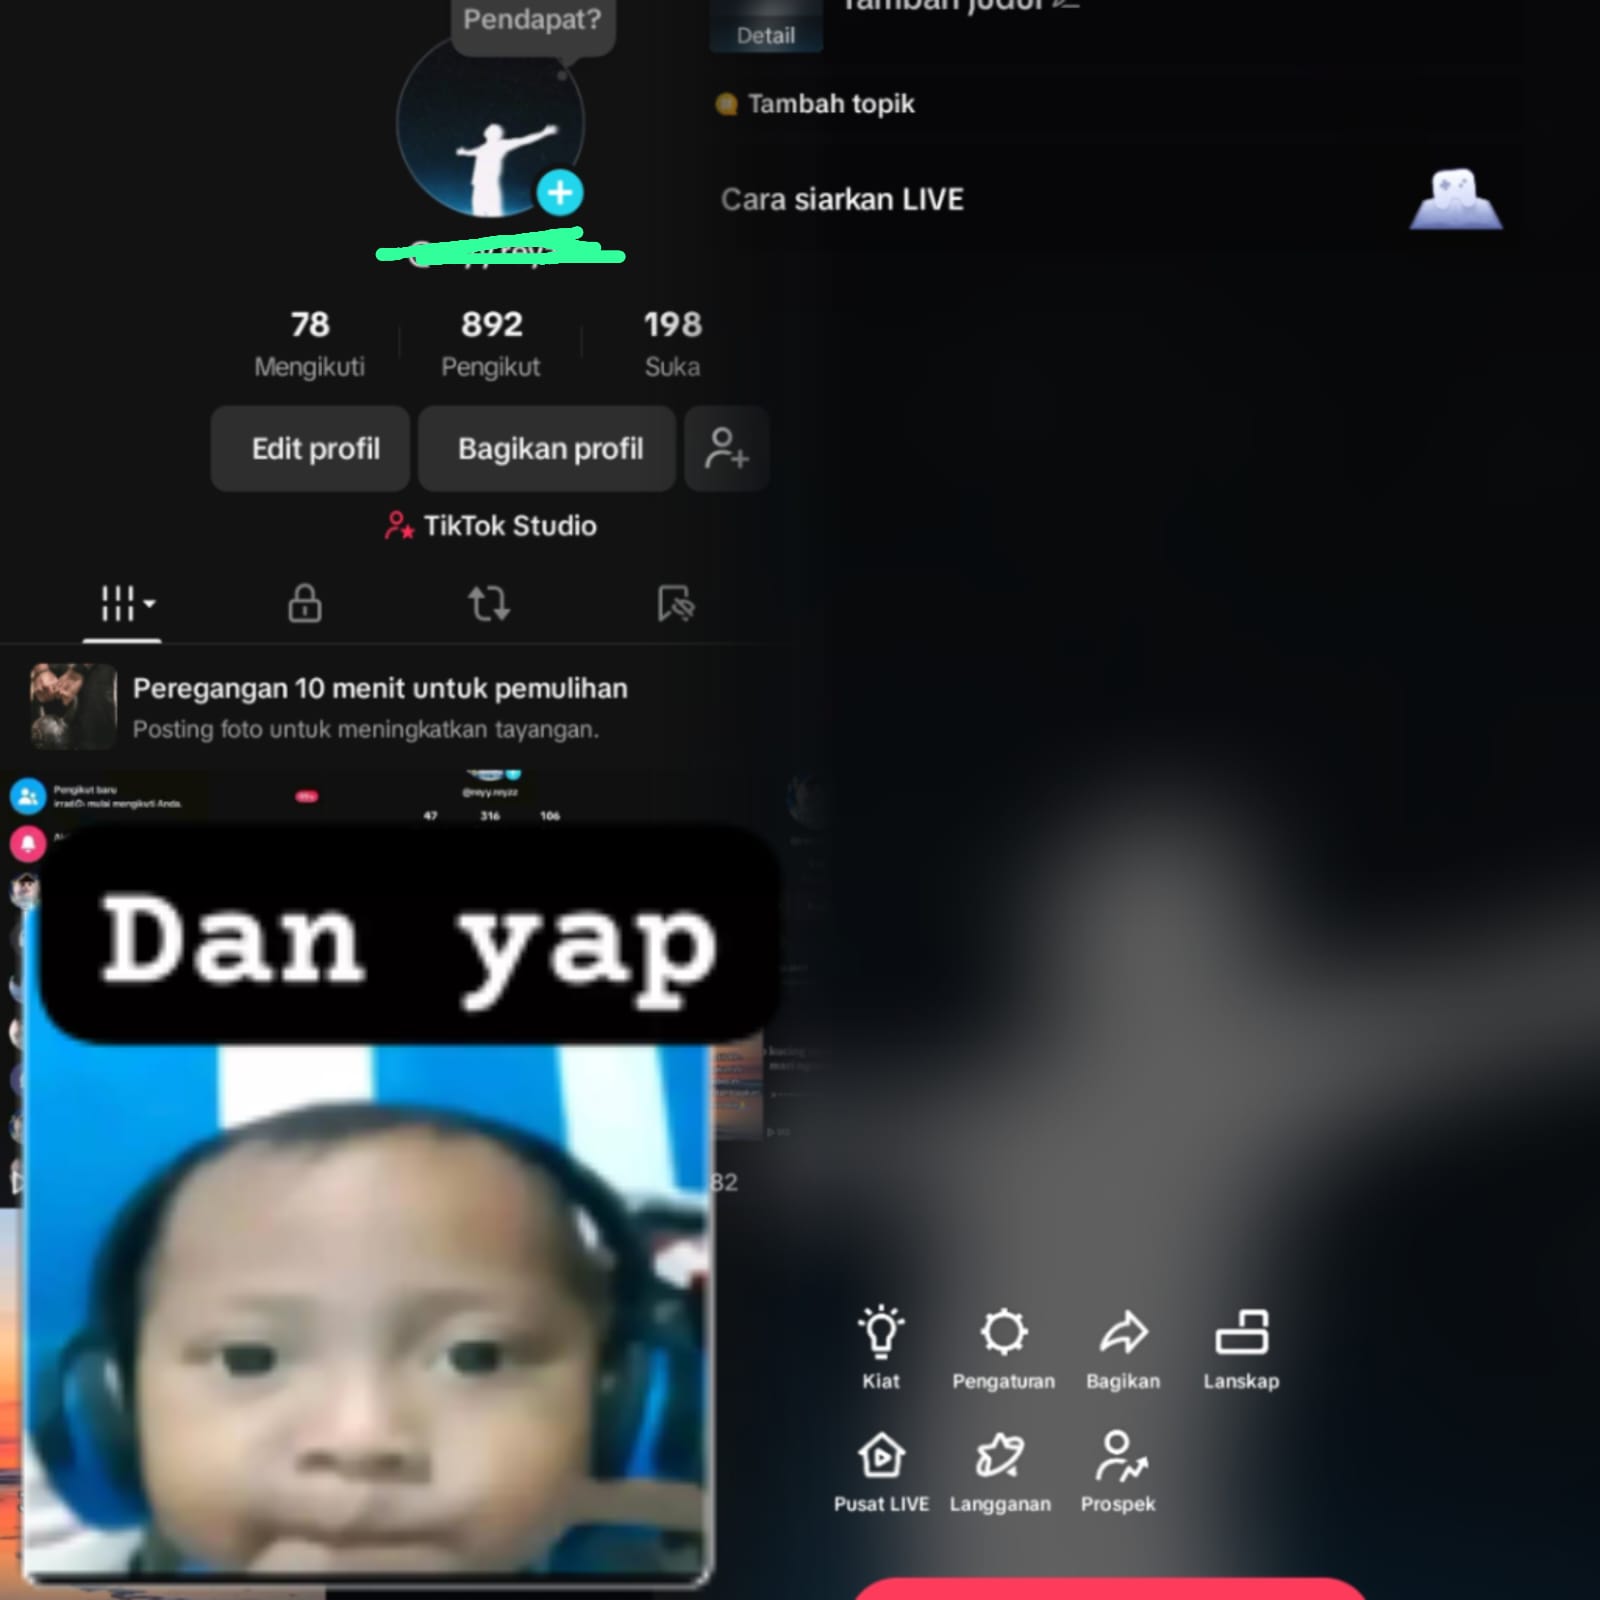 Pendapat?
78
Mengikuti
892
Pengikut
198
Suka
Edit profil
Bagikan profil
TikTok Studio
Peregangan 10 menit untuk pemulihan
Posting foto untuk meningkatkan tayangan.
Pengikut baru
mulai mengikuti Anda.
@reyy.reyzz
47 316 106
Dan yap
82
Tambah judul
Detail
Tambah topik
Cara siarkan LIVE
Kiat
Pengaturan
Bagikan
Lanskap
Pusat LIVE
Langganan
Prospek